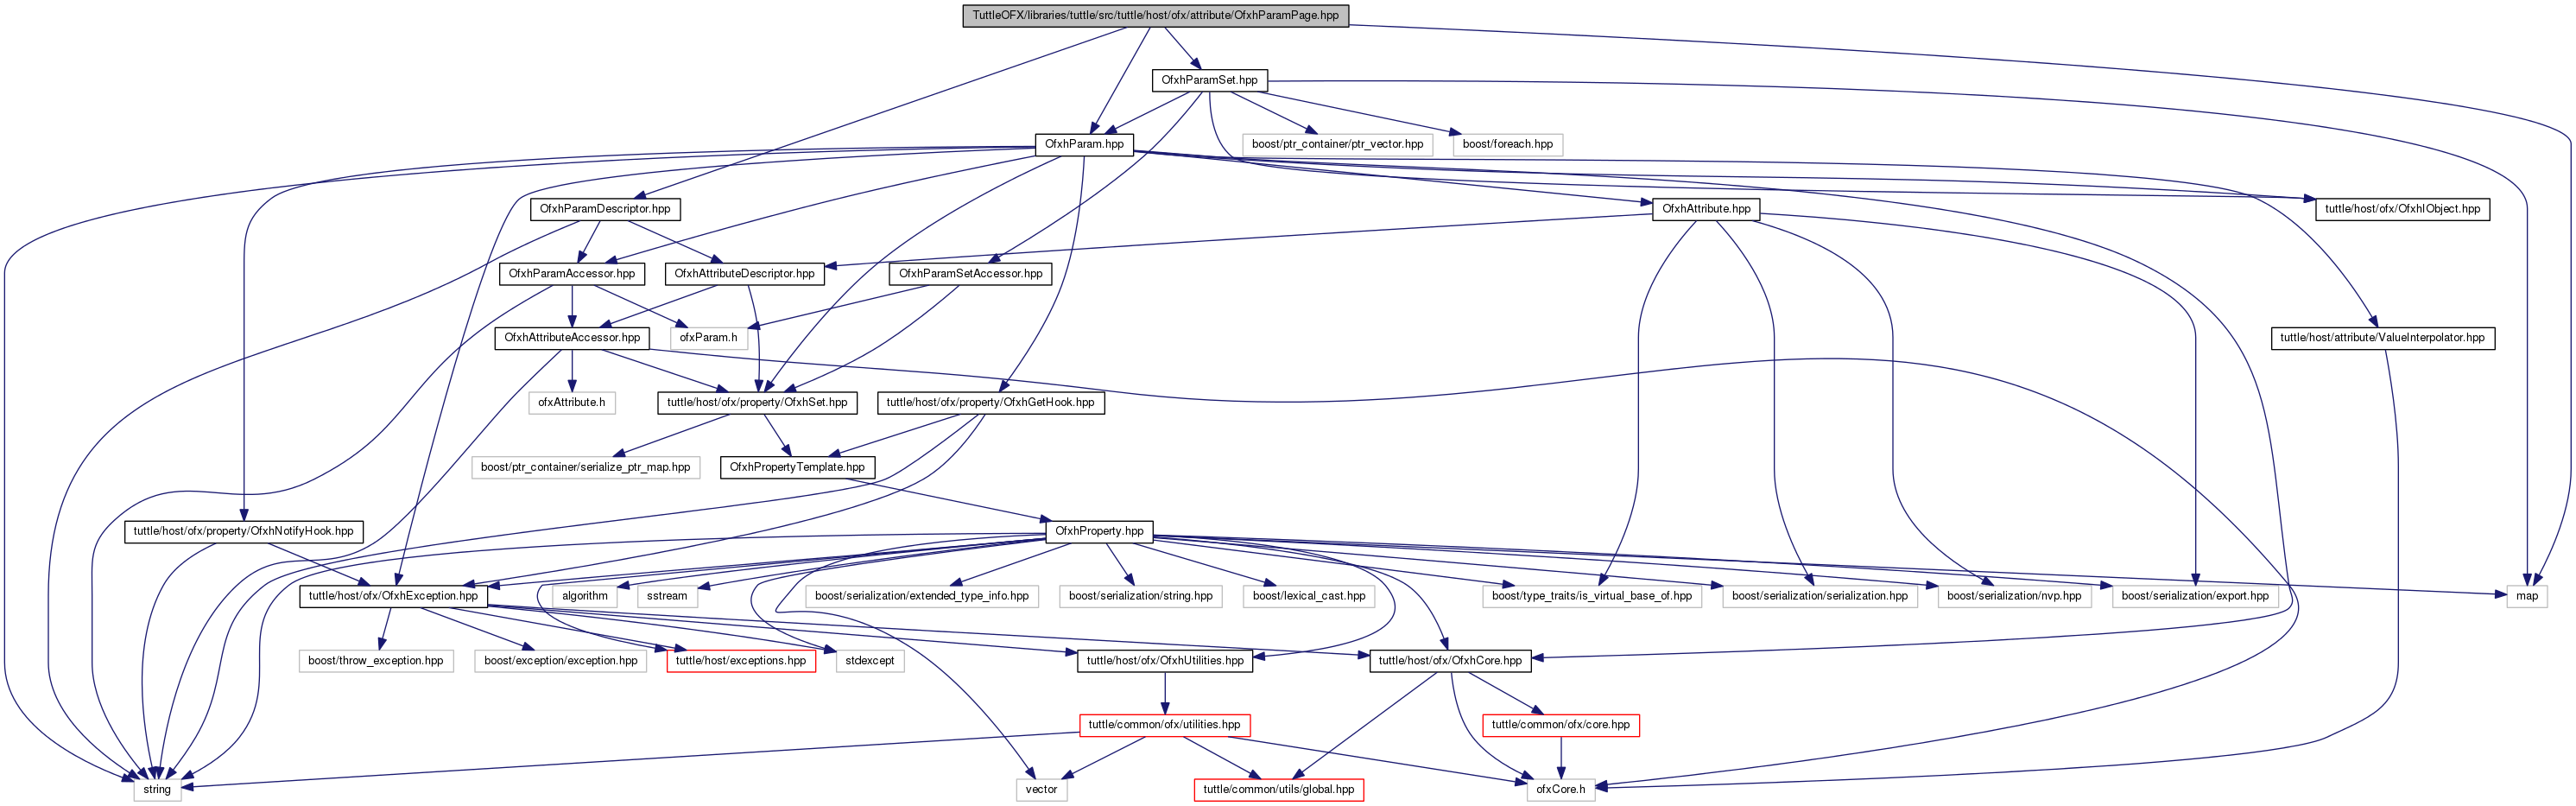 TuttleOFX/libraries/tuttle/src/tuttle/host/ofx/attribute/OfxhParamPage.hpp
OfxhParamSet.hpp
OfxhParam.hpp
boost/ptr_container/ptr_vector.hpp
boost/foreach.hpp
OfxhParamDescriptor.hpp
OfxhAttribute.hpp
tuttle/host/ofx/OfxhIObject.hpp
OfxhParamAccessor.hpp
OfxhAttributeDescriptor.hpp
OfxhParamSetAccessor.hpp
OfxhAttributeAccessor.hpp
ofxParam.h
tuttle/host/attribute/ValueInterpolator.hpp
ofxAttribute.h
tuttle/host/ofx/property/OfxhSet.hpp
tuttle/host/ofx/property/OfxhGetHook.hpp
boost/ptr_container/serialize_ptr_map.hpp
OfxhPropertyTemplate.hpp
tuttle/host/ofx/property/OfxhNotifyHook.hpp
OfxhProperty.hpp
tuttle/host/ofx/OfxhException.hpp
algorithm
sstream
boost/serialization/extended_type_info.hpp
boost/serialization/string.hpp
boost/lexical_cast.hpp
boost/type_traits/is_virtual_base_of.hpp
boost/serialization/serialization.hpp
boost/serialization/nvp.hpp
boost/serialization/export.hpp
map
boost/throw_exception.hpp
boost/exception/exception.hpp
tuttle/host/exceptions.hpp
stdexcept
tuttle/host/ofx/OfxhUtilities.hpp
tuttle/host/ofx/OfxhCore.hpp
tuttle/common/ofx/utilities.hpp
tuttle/common/ofx/core.hpp
string
vector
tuttle/common/utils/global.hpp
ofxCore.h